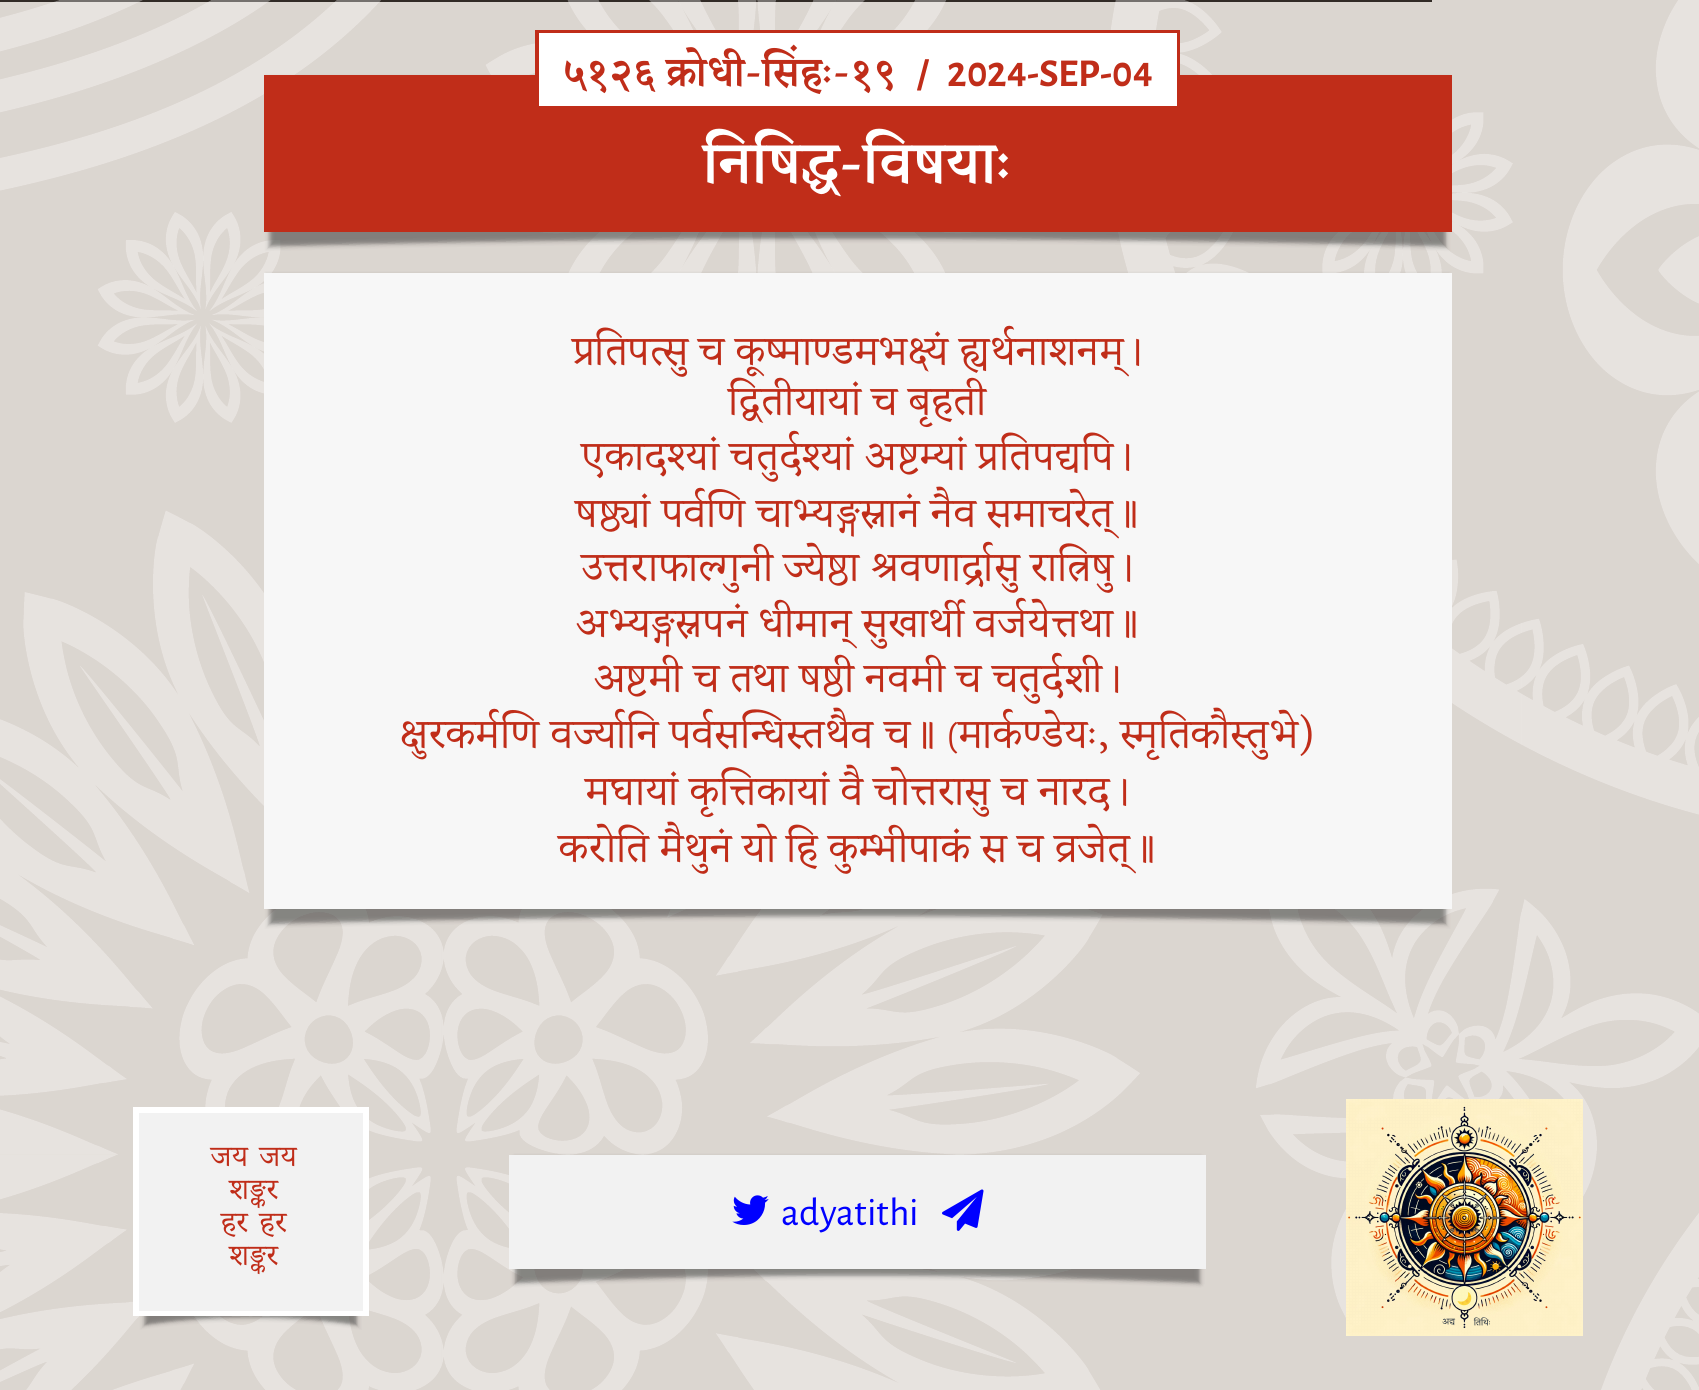 ५१२६ क्रोधी-सिंहः-१९ / 2024-SEP-04
निषिद्ध-विषयाः
प्रतिपत्सु च कूष्माण्डमभक्ष्यं ह्यर्थनाशनम्।
द्वितीयायां च बृहती
एकादश्यां चतुर्दश्यां अष्टम्यां प्रतिपद्यपि।
षष्ठ्यां पर्वणि चाभ्यङ्गस्नानं नैव समाचरेत्॥
उत्तराफाल्गुनी ज्येष्ठा श्रवणार्द्रासु रात्रिषु।
अभ्यङ्गस्नपनं धीमान् सुखार्थी वर्जयेत्तथा॥
अष्टमी च तथा षष्ठी नवमी च चतुर्दशी।
क्षुरकर्मणि वर्ज्यानि पर्वसन्धिस्तथैव च॥ (मार्कण्डेयः, स्मृतिकौस्तुभे)
मघायां कृत्तिकायां वै चोत्तरासु च नारद।
करोति मैथुनं यो हि कुम्भीपाकं स च व्रजेत्॥
जय जय
शङ्कर
हर हर
शङ्कर
adyatithi
अद्य तिथिः